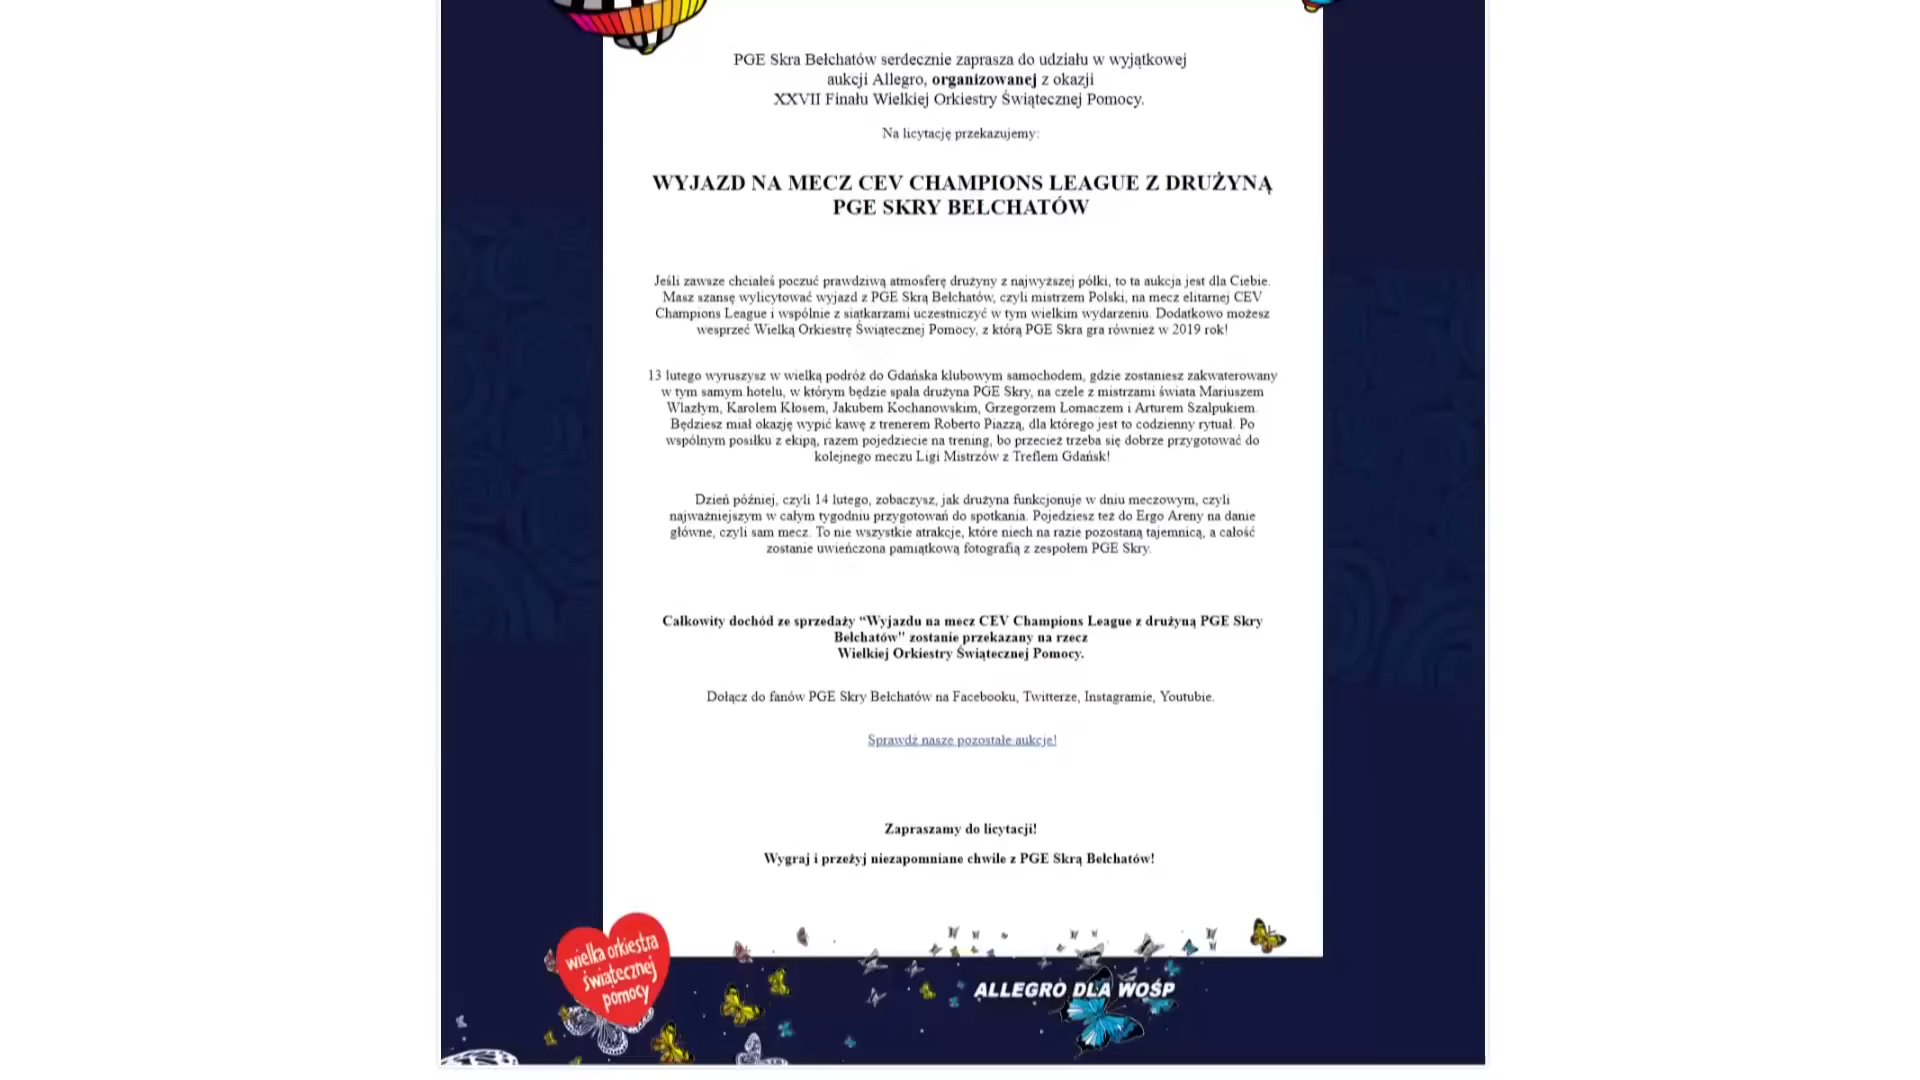 PGE Skra Bełchatów serdecznie zaprasza do udziału w wyjątkowej
aukcji Allegro, organizowanej z okazji
XXVII Finału Wielkiej Orkiestry Świątecznej Pomocy.
Na licytację przekazujemy:
WYJAZD NA MECZ CEV CHAMPIONS LEAGUE Z DRUŻYNĄ
PGE SKRY BEŁCHATÓW
Jeśli zawsze chciałeś poczuć prawdziwą atmosferę drużyny z najwyższej półki, to ta aukcja jest dla Ciebie.
Masz szansę wylicytować wyjazd z PGE Skrą Bełchatów, czyli mistrzem Polski, na mecz elitarnej CEV
Champions League i wspólnie z siatkarzami uczestniczyć w tym wielkim wydarzeniu. Dodatkowo możesz
wesprzeć Wielką Orkiestrę Świątecznej Pomocy, z którą PGE Skra gra również w 2019 rok!
13 lutego wyruszysz w wielką podróż do Gdańska klubowym samochodem, gdzie zostaniesz zakwaterowany
w tym samym hotelu, w którym będzie spała drużyna PGE Skry, na czele z mistrzami świata Mariuszem
Wlazłym, Karolem Kłosem, Jakubem Kochanowskim, Grzegorzem Łomaczem i Arturem Szalpukiem.
Będziesz miał okazję wypić kawę z trenerem Roberto Piazzą, dla którego jest to codzienny rytuał. Po
wspólnym posiłku z ekipą, razem pojedziecie na trening, bo przecież trzeba się dobrze przygotować do
kolejnego meczu Ligi Mistrzów z Treflem Gdańsk!
Dzień później, czyli 14 lutego, zobaczysz, jak drużyna funkcjonuje w dniu meczowym, czyli
najważniejszym w całym tygodniu przygotowań do spotkania. Pojedziesz też do Ergo Areny na danie
główne, czyli sam mecz. To nie wszystkie atrakcje, które niech na razie pozostaną tajemnicą, a całość
zostanie uwieńczona pamiątkową fotografią z zespołem PGE Skry.
Całkowity dochód ze sprzedaży “Wyjazdu na mecz CEV Champions League z drużyną PGE Skry
Bełchatów" zostanie przekazany na rzecz
Wielkiej Orkiestry Świątecznej Pomocy.
Dołącz do fanów PGE Skry Bełchatów na Facebooku, Twitterze, Instagramie, Youtubie.
Sprawdź nasze pozostałe aukcje!
Zapraszamy do licytacji!
Wygraj i przeżyj niezapomniane chwile z PGE Skrą Bełchatów!
wielka orkiestra
świątecznej
pomocy
ALLEGRO DLA WOŚP